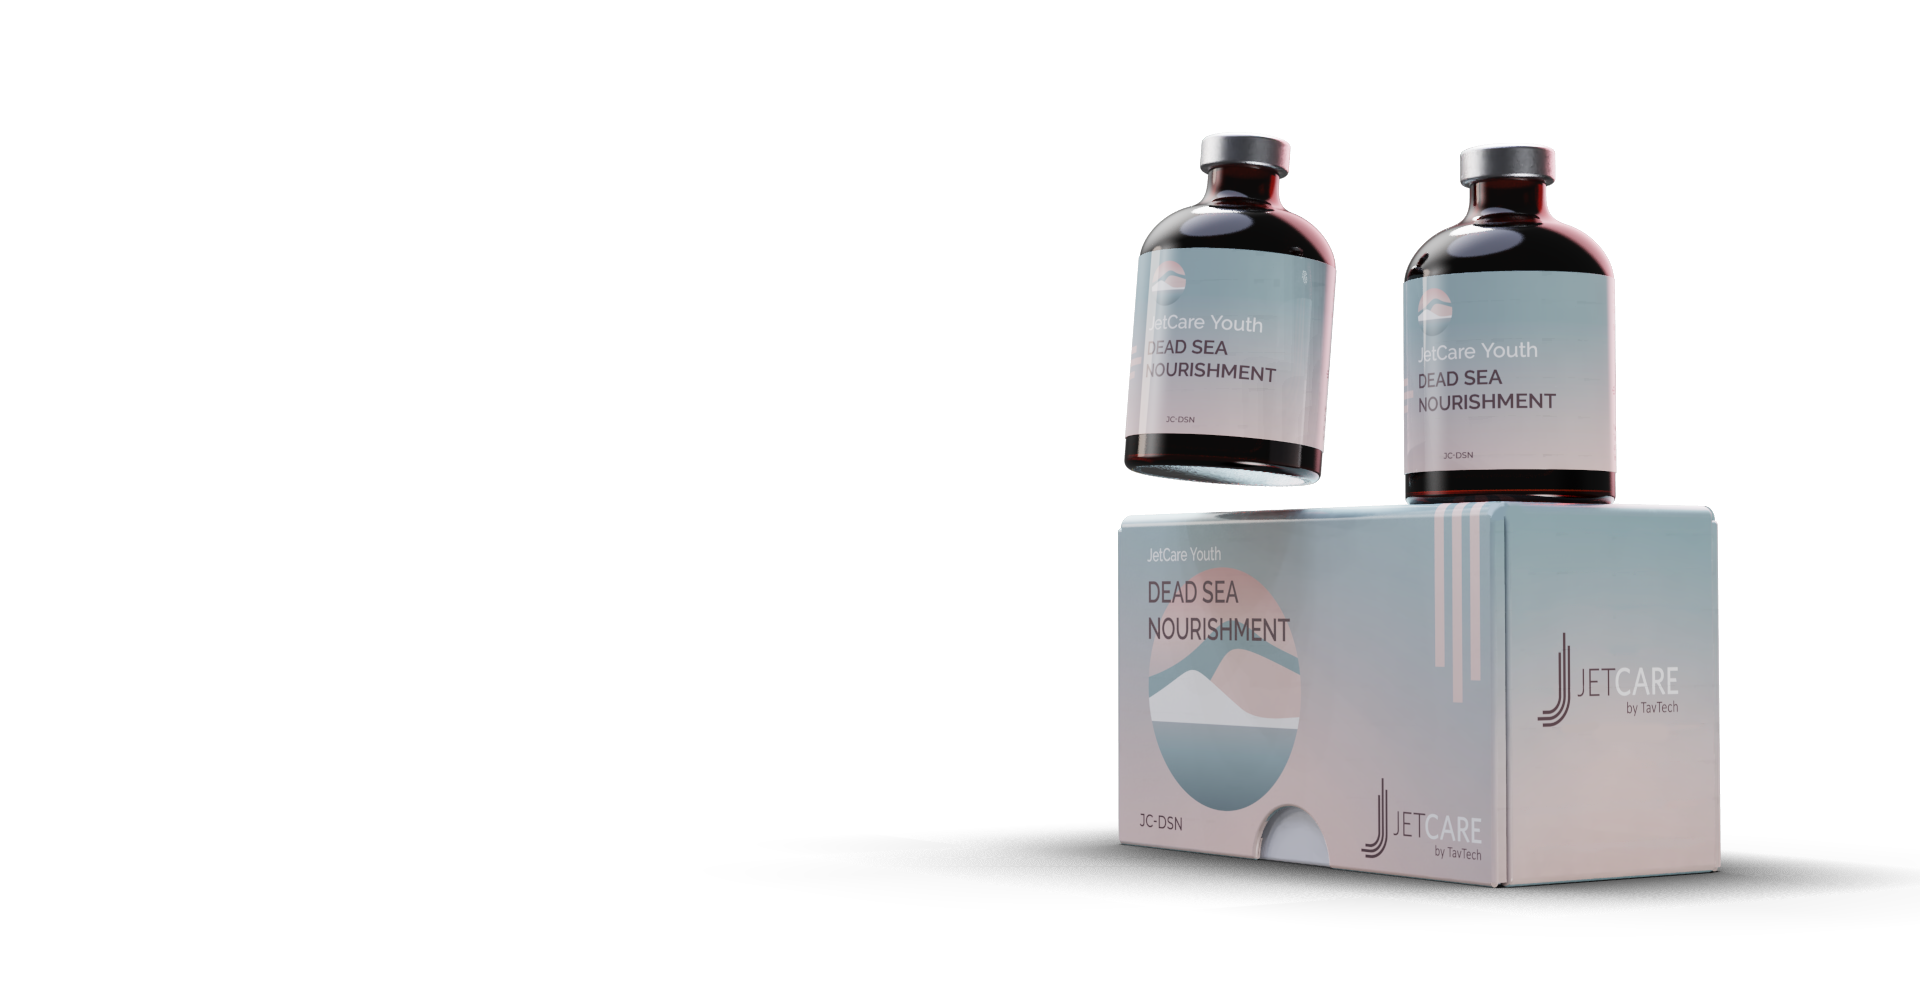 JetCare Youth
DEAD SEA
NOURISHMENT
JC-DSN
JetCare Youth
DEAD SEA
NOURISHMENT
JC-DSN
JetCare Youth
DEAD SEA
NOURISHMENT
JC-DSN
JETCARE
by TavTech
JETCARE
by TavTech